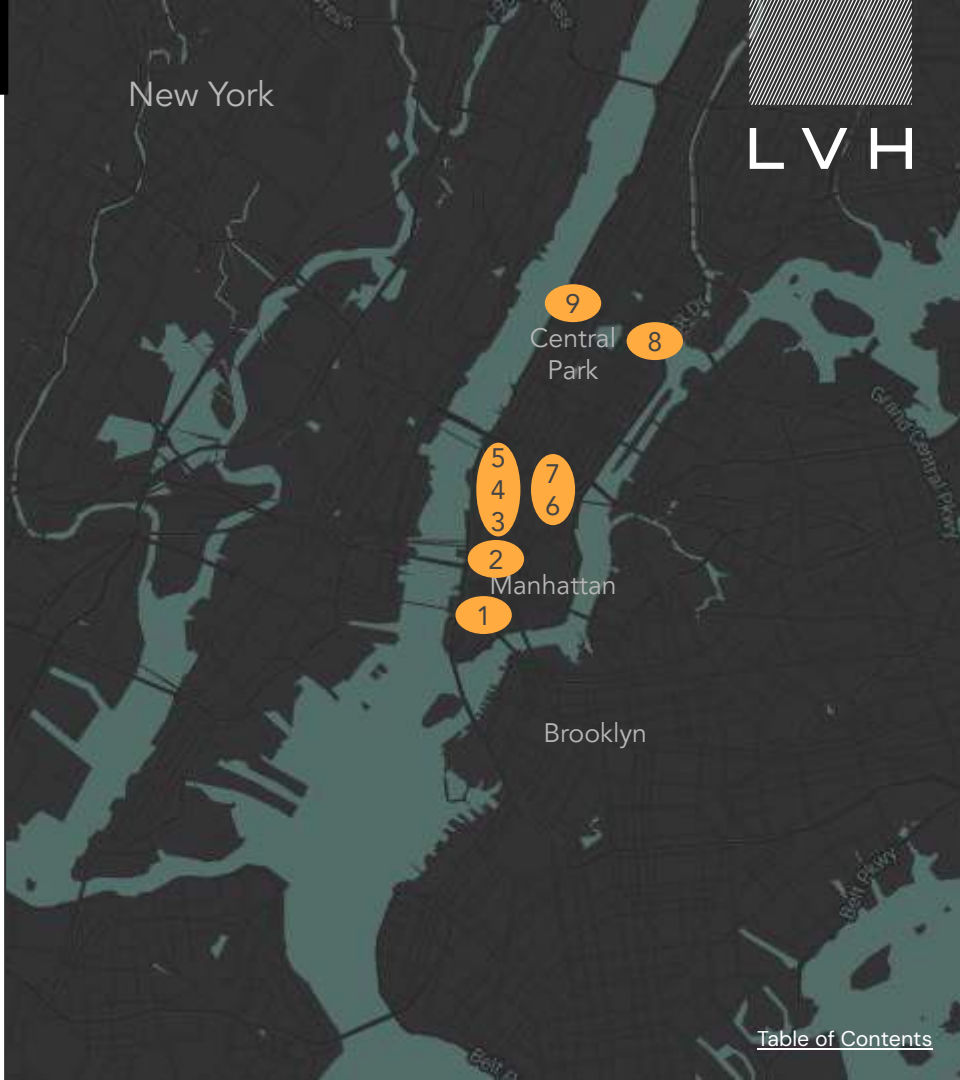 New York
LVH
9
Central
Park
8
5
4
3
7
6
2
Manhattan
1
Grand Central Pkwy
Brooklyn
Belt Pkwy
Table of Contents
Belt P